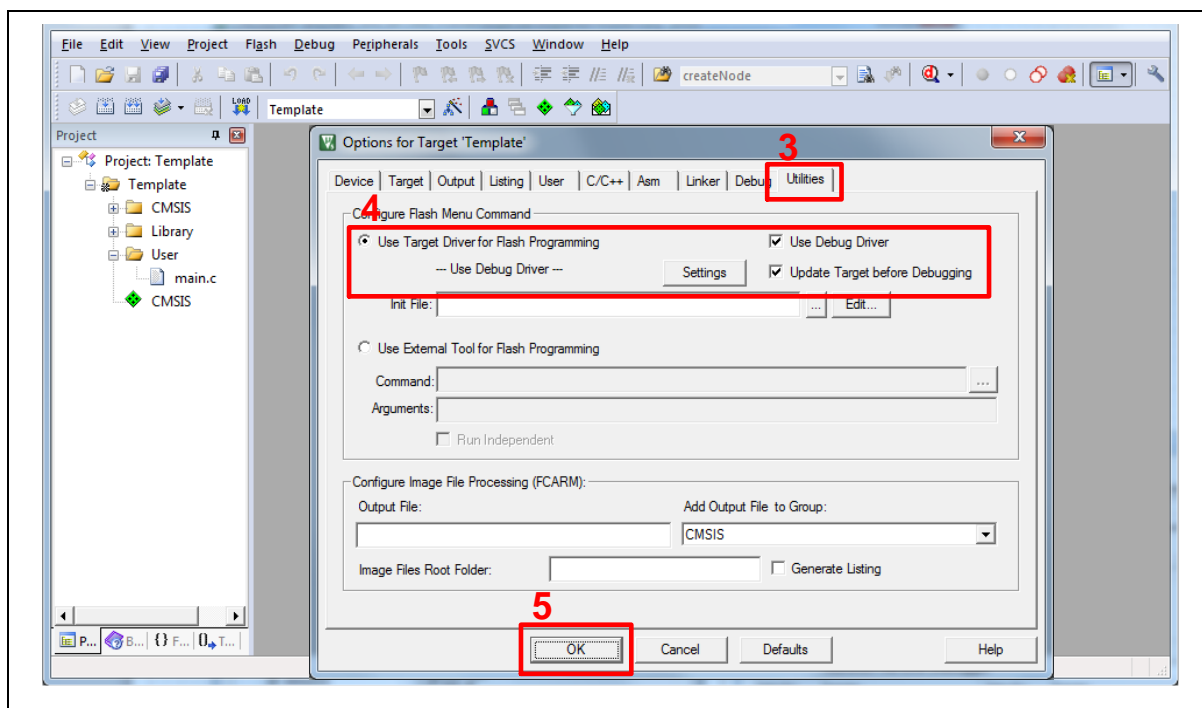 File Edit View Project Flash Debug Peripherals Tools SVCS Window Help
createNode
LOAD Template
Project
Project: Template
Template
CMSIS
Library
User
main.c
CMSIS
P... B... {} F... 0 T...
Options for Target 'Template'
3
Device Target Output Listing User C/C++ Asm Linker Debug Utilities
4
Configure Flash Menu Command
Use Target Driver for Flash Programming Use Debug Driver
--- Use Debug Driver --- Settings Update Target before Debugging
Init File: ... Edit...
Use External Tool for Flash Programming
Command: ...
Arguments:
Run Independent
Configure Image File Processing (FCARM):
Output File: Add Output File to Group:
CMSIS
Image Files Root Folder: Generate Listing
5
OK Cancel Defaults Help